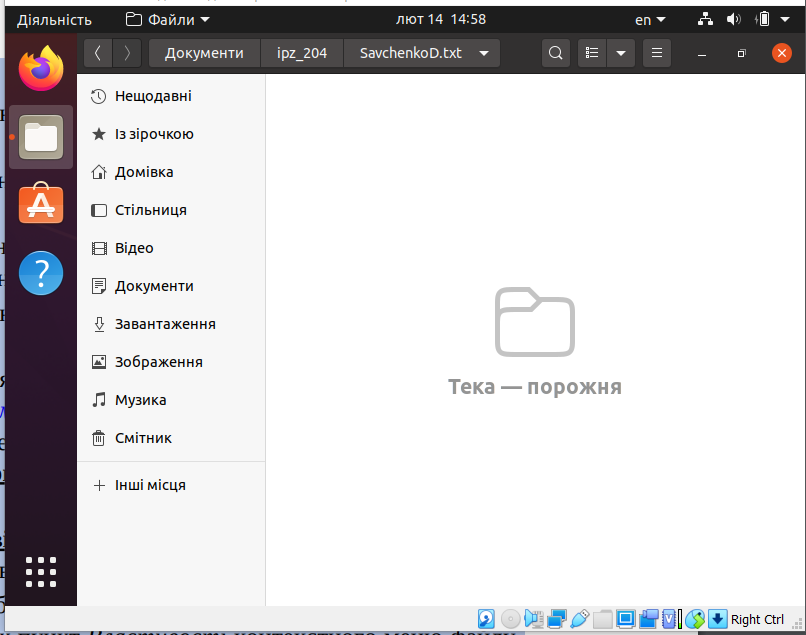 Діяльність Файли лют 14 14:58 en
Документи ipz_204 SavchenkoD.txt
Нещодавні
Із зірочкою
Домівка
Стільниця
Відео
Документи
Завантаження
Зображення
Музика
Смітник
Інші місця
Тека — порожня
Right Ctrl